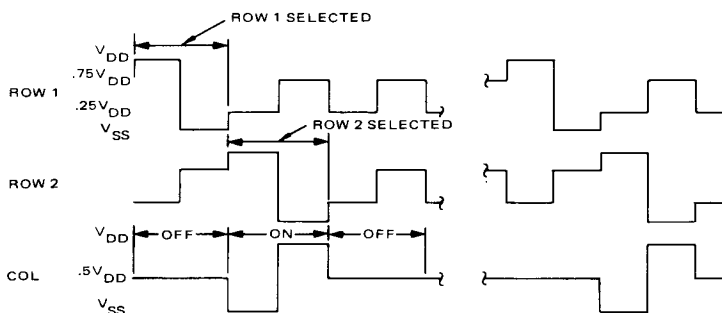 ROW 1 SELECTED
VDD
.75VDD
ROW 1
.25VDD
VSS
ROW 2 SELECTED
ROW 2
VDD
OFF ON OFF
COL
.5VDD
VSS